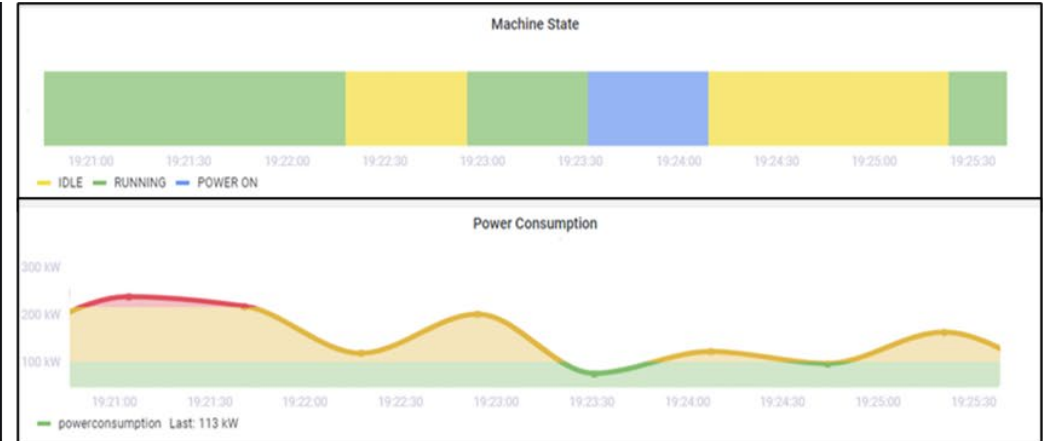 Machine State
19:21:00 19:21:30 19:22:00 19:22:30 19:23:00 19:23:30 19:24:00 19:24:30 19:25:00 19:25:30
IDLE RUNNING POWER ON
Power Consumption
300 kW
200 kW
100 kW
19:21:00 19:21:30 19:22:00 19:22:30 19:23:00 19:23:30 19:24:00 19:24:30 19:25:00 19:25:30
powerconsumption Last: 113 kW